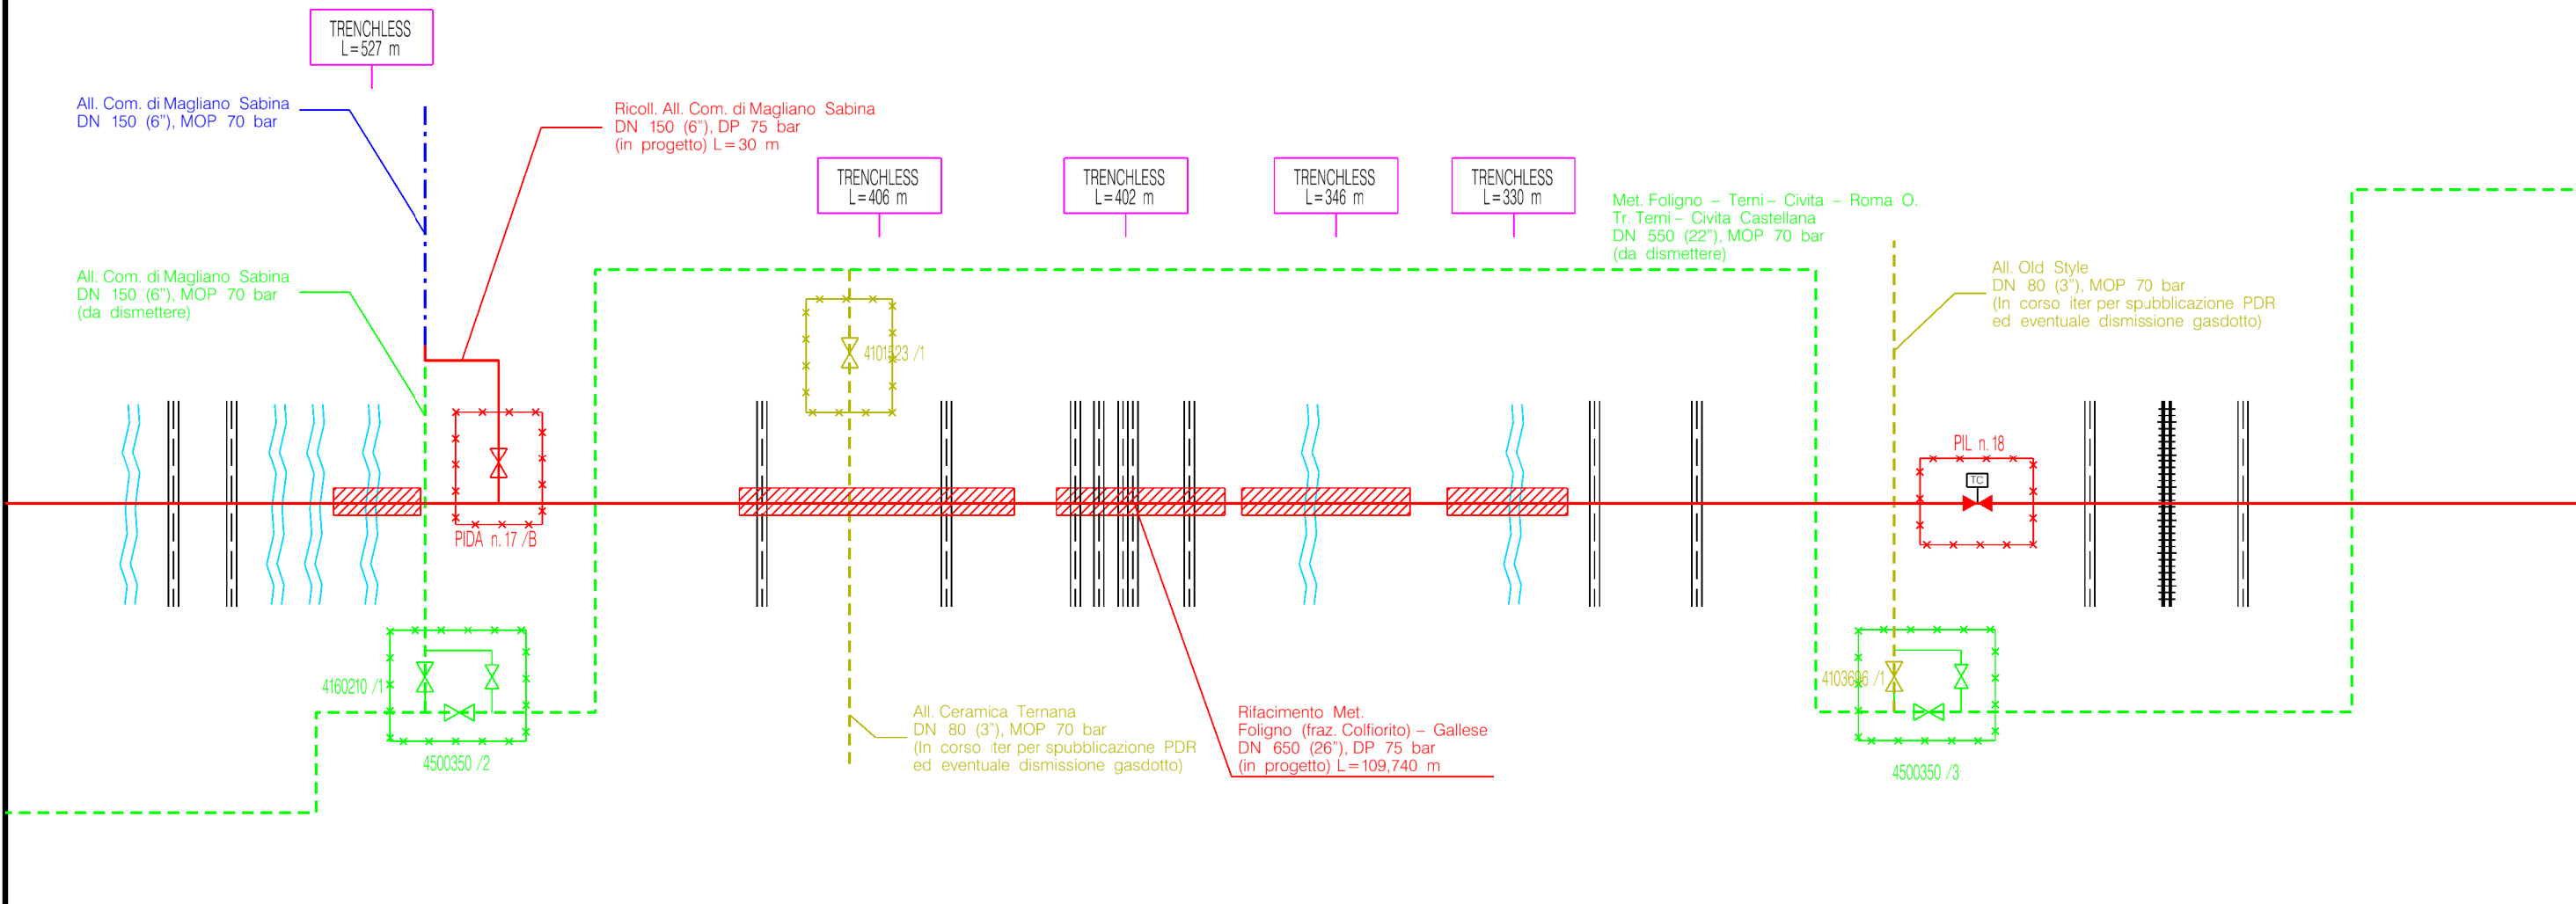 TRENCHLESS
L=527 m
All. Com. di Magliano Sabina
DN 150 (6"), MOP 70 bar
Ricoll. All. Com. di Magliano Sabina
DN 150 (6"), DP 75 bar
(in progetto) L=30 m
TRENCHLESS
L=406 m
TRENCHLESS
L=402 m
TRENCHLESS
L=346 m
TRENCHLESS
L=330 m
Met. Foligno – Terni – Civita – Roma O.
Tr. Terni – Civita Castellana
DN 550 (22"), MOP 70 bar
(da dismettere)
All. Com. di Magliano Sabina
DN 150 (6"), MOP 70 bar
(da dismettere)
All. Old Style
DN 80 (3"), MOP 70 bar
(In corso iter per spubblicazione PDR
ed eventuale dismissione gasdotto)
4101523 /1
PIL n. 18
TC
PIDA n. 17 /B
4160210 /1
4500350 /2
All. Ceramica Ternana
DN 80 (3"), MOP 70 bar
(In corso iter per spubblicazione PDR
ed eventuale dismissione gasdotto)
Rifacimento Met.
Foligno (fraz. Colfiorito) – Gallese
DN 650 (26"), DP 75 bar
(in progetto) L=109,740 m
4103696 /1
4500350 /3